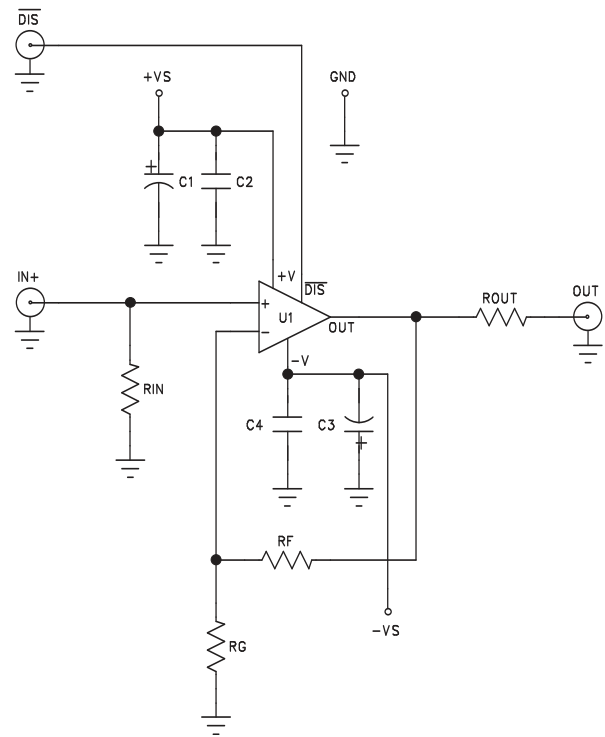 DIS
+VS
GND
+
C1
C2
IN+
+V
DIS
+
U1
−
OUT
ROUT
OUT
−V
RIN
C4
C3
+
RF
−VS
RG